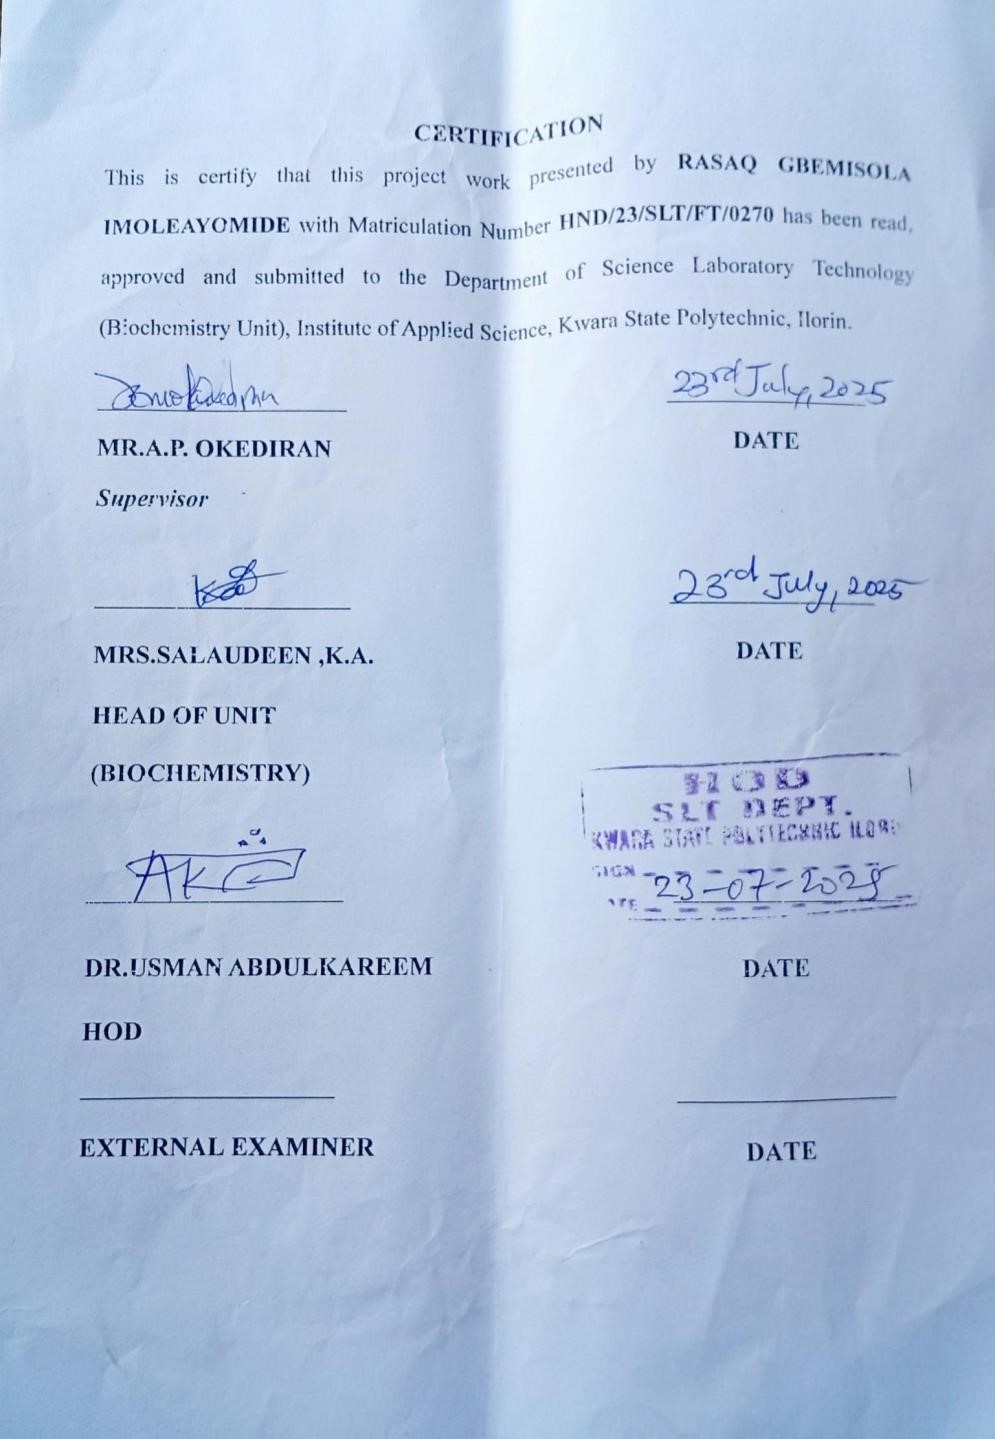 CERTIFICATION
This is certify that this project work presented by RASAQ GBEMISOLA
IMOLEAYOMIDE with Matriculation Number HND/23/SLT/FT/0270 has been read,
approved and submitted to the Department of Science Laboratory Technology
(Biochemistry Unit), Institute of Applied Science, Kwara State Polytechnic, Ilorin.
23rd July, 2025
MR.A.P. OKEDIRAN DATE
Supervisor
23rd July, 2025
MRS.SALAUDEEN ,K.A. DATE
HEAD OF UNIT
(BIOCHEMISTRY)
HOD
SLT DEPT.
KWARA STATE POLYTECHNIC ILORI
SIGN
23-07-2025
DR.USMAN ABDULKAREEM DATE
HOD
EXTERNAL EXAMINER DATE